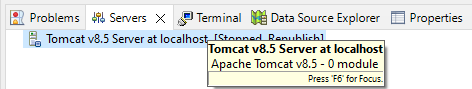 Problems Servers Terminal Data Source Explorer Properties
Tomcat v8.5 Server at localhost [Stopped, Republish]
Tomcat v8.5 Server at localhost
Apache Tomcat v8.5 - 0 module
Press 'F6' for Focus.